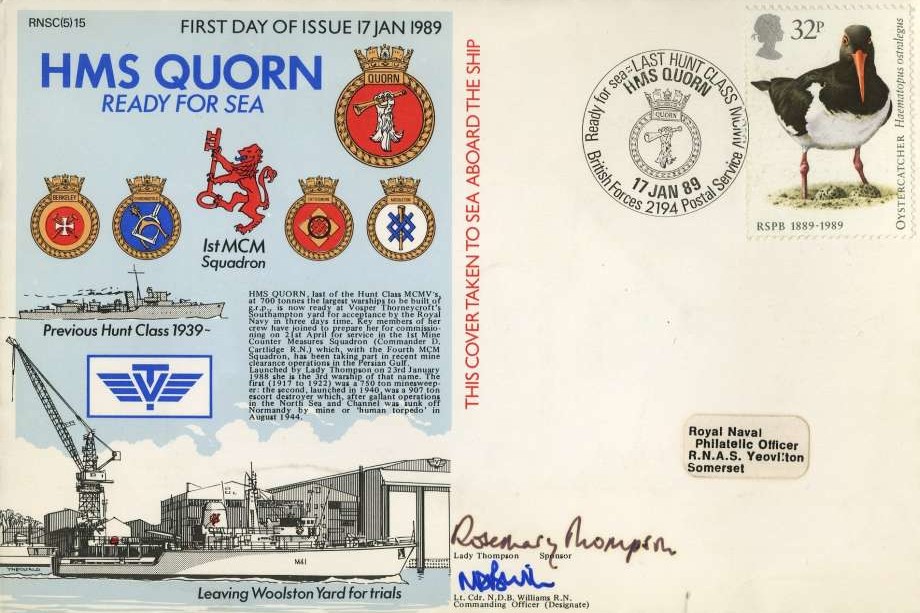 RNSC(5)15
FIRST DAY OF ISSUE 17 JAN 1989
HMS QUORN
READY FOR SEA
QUORN
BERKELEY
CATTISTOCK
MIDDLETON
1st MCM
Squadron
HMS QUORN, last of the Hunt Class MCMV's,
at 700 tonnes the largest warships to be built of
g.r.p., is now ready at Vosper Thorneycroft's
Southampton yard for acceptance by the Royal
Navy in three days time. Key members of her
crew have joined to prepare her for commissio-
ning on 21st April for service in the 1st Mine
Counter Measures Squadron (Commander D.
Cartlidge R.N.) which, with the Fourth MCM
Squadron, has been taking part in recent mine
clearance operations in the Persian Gulf.
Launched by Lady Thompson on 23rd January
1988 she is the 3rd warship of that name. The
first (1917 to 1922) was a 750 ton minesweep-
er: the second, launched in 1940, was a 907 ton
escort destroyer which, after gallant operations
in the North Sea and Channel was sunk off
Normandy by mine or 'human torpedo' in
August 1944.
Previous Hunt Class 1939~
VT
M41
THEOBALD
Leaving Woolston Yard for trials
THIS COVER TAKEN TO SEA ABOARD THE SHIP
Ready for sea - LAST HUNT CLASS MCMV
HMS QUORN
QUORN
17 JAN 89
British Forces 2194 Postal Service
32P
OYSTERCATCHER Haematopus ostralegus
RSPB 1889-1989
Royal Naval
Philatelic Officer
R.N.A.S. Yeovilton
Somerset
Rosemary Thompson
Lady Thompson Sponsor
Lt. Cdr. N.D.B. Williams R.N.
Commanding Officer (Designate)